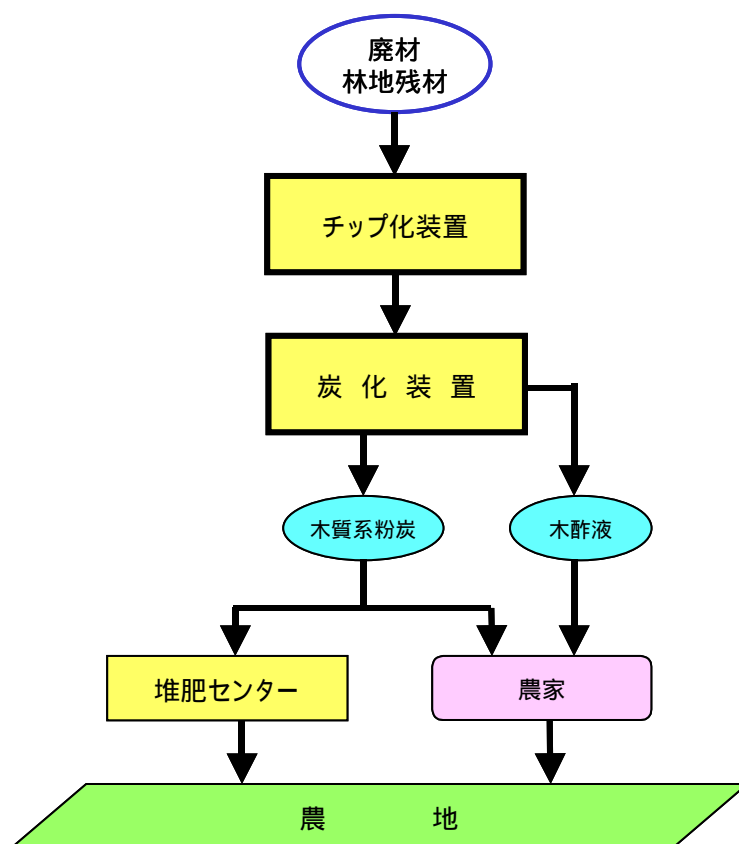 廃材
林地残材
チップ化装置
炭 化 装 置
木質系粉炭
木酢液
堆肥センター
農家
農 地